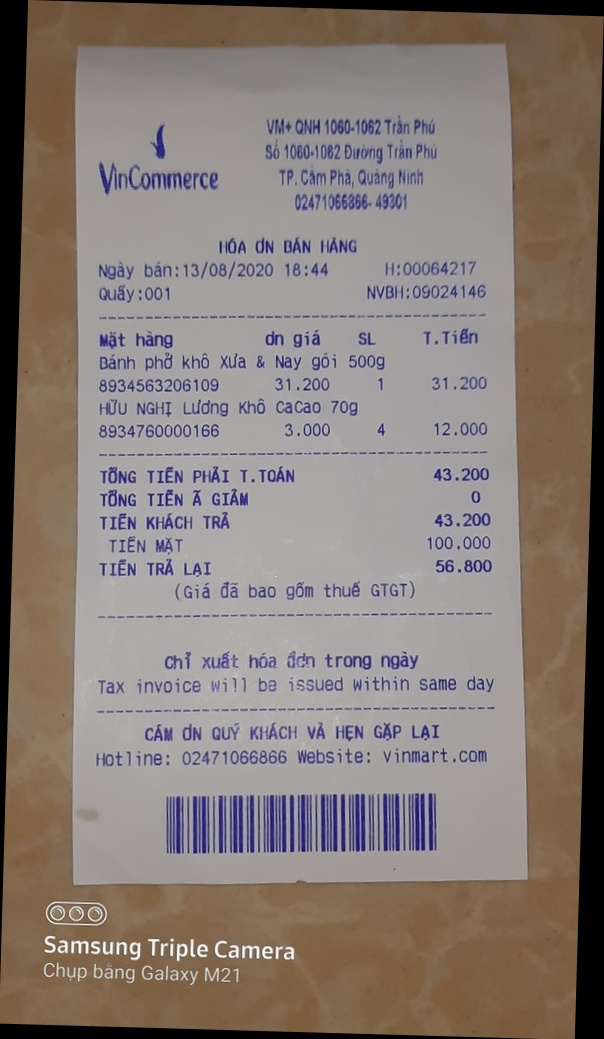 VinCommerce
VM+ QNH 1060-1062 Trần Phú
Số 1060-1062 Đường Trần Phú
TP. Cẩm Phả, Quảng Ninh
02471066866- 49301
HÓA ƠN BÁN HÀNG
Ngày bán:13/08/2020 18:44 H:00064217
Quầy:001 NVBH:09024146
Mặt hàng ơn giá SL T.Tiền
Bánh phở khô Xưa & Nay gói 500g
8934563206109 31.200 1 31.200
HỮU NGHỊ Lương Khô CaCao 70g
8934760000166 3.000 4 12.000
TỔNG TIỀN PHẢI T.TOÁN 43.200
TỔNG TIỀN Ã GIẢM 0
TIỀN KHÁCH TRẢ 43.200
TIỀN MẶT 100.000
TIỀN TRẢ LẠI 56.800
(Giá đã bao gồm thuế GTGT)
Chỉ xuất hóa đơn trong ngày
Tax invoice will be issued within same day
CÁM ƠN QUÝ KHÁCH VÀ HẸN GẶP LẠI
Hotline: 02471066866 Website: vinmart.com
Samsung Triple Camera
Chụp bằng Galaxy M21